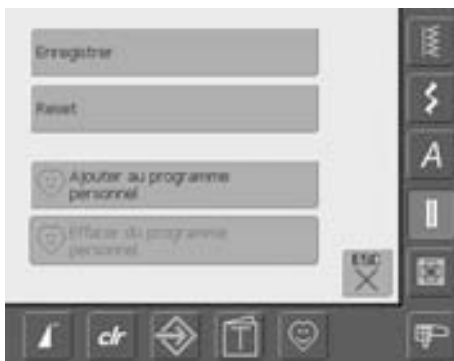 Enregistrer
Reset
Ajouter au programme
personnel
Effacer du programme
personnel
ESC
A
clr
T